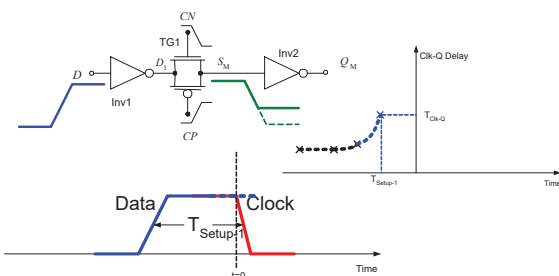 CN
TG1
Clk-Q Delay
D
D1
SM
Inv2
QM
Inv1
TClk-Q
CP
TSetup-1
Time
Data
Clock
TSetup-1
Time
t=0